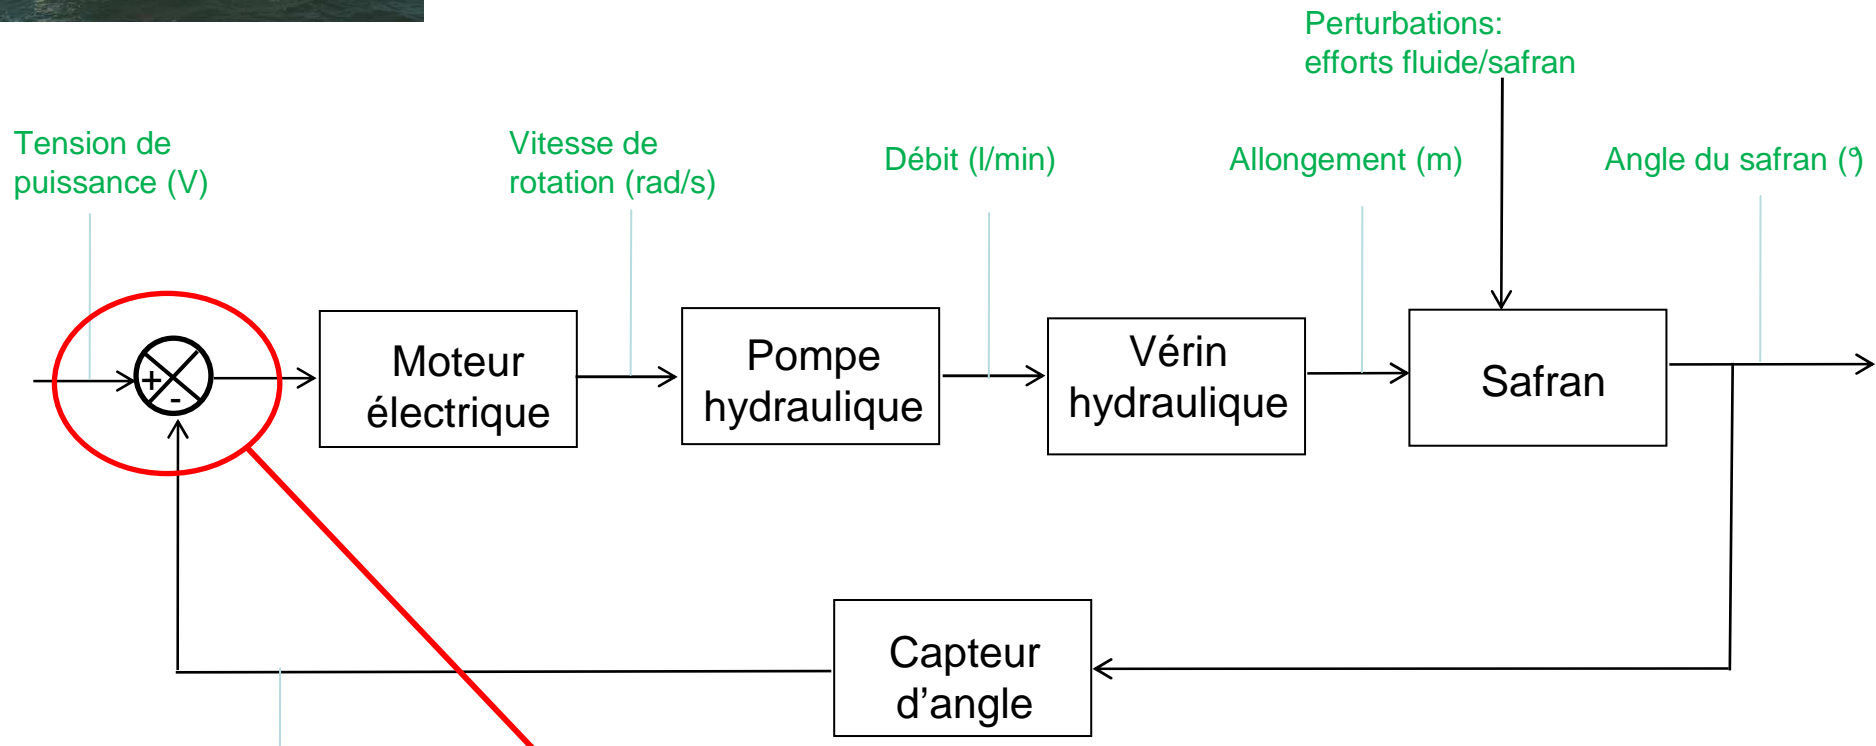 Perturbations:
efforts fluide/safran
Tension de
puissance (V)
Vitesse de
rotation (rad/s)
Débit (l/min)
Allongement (m)
Angle du safran (°)
+
-
Moteur
électrique
Pompe
hydraulique
Vérin
hydraulique
Safran
Capteur
d'angle